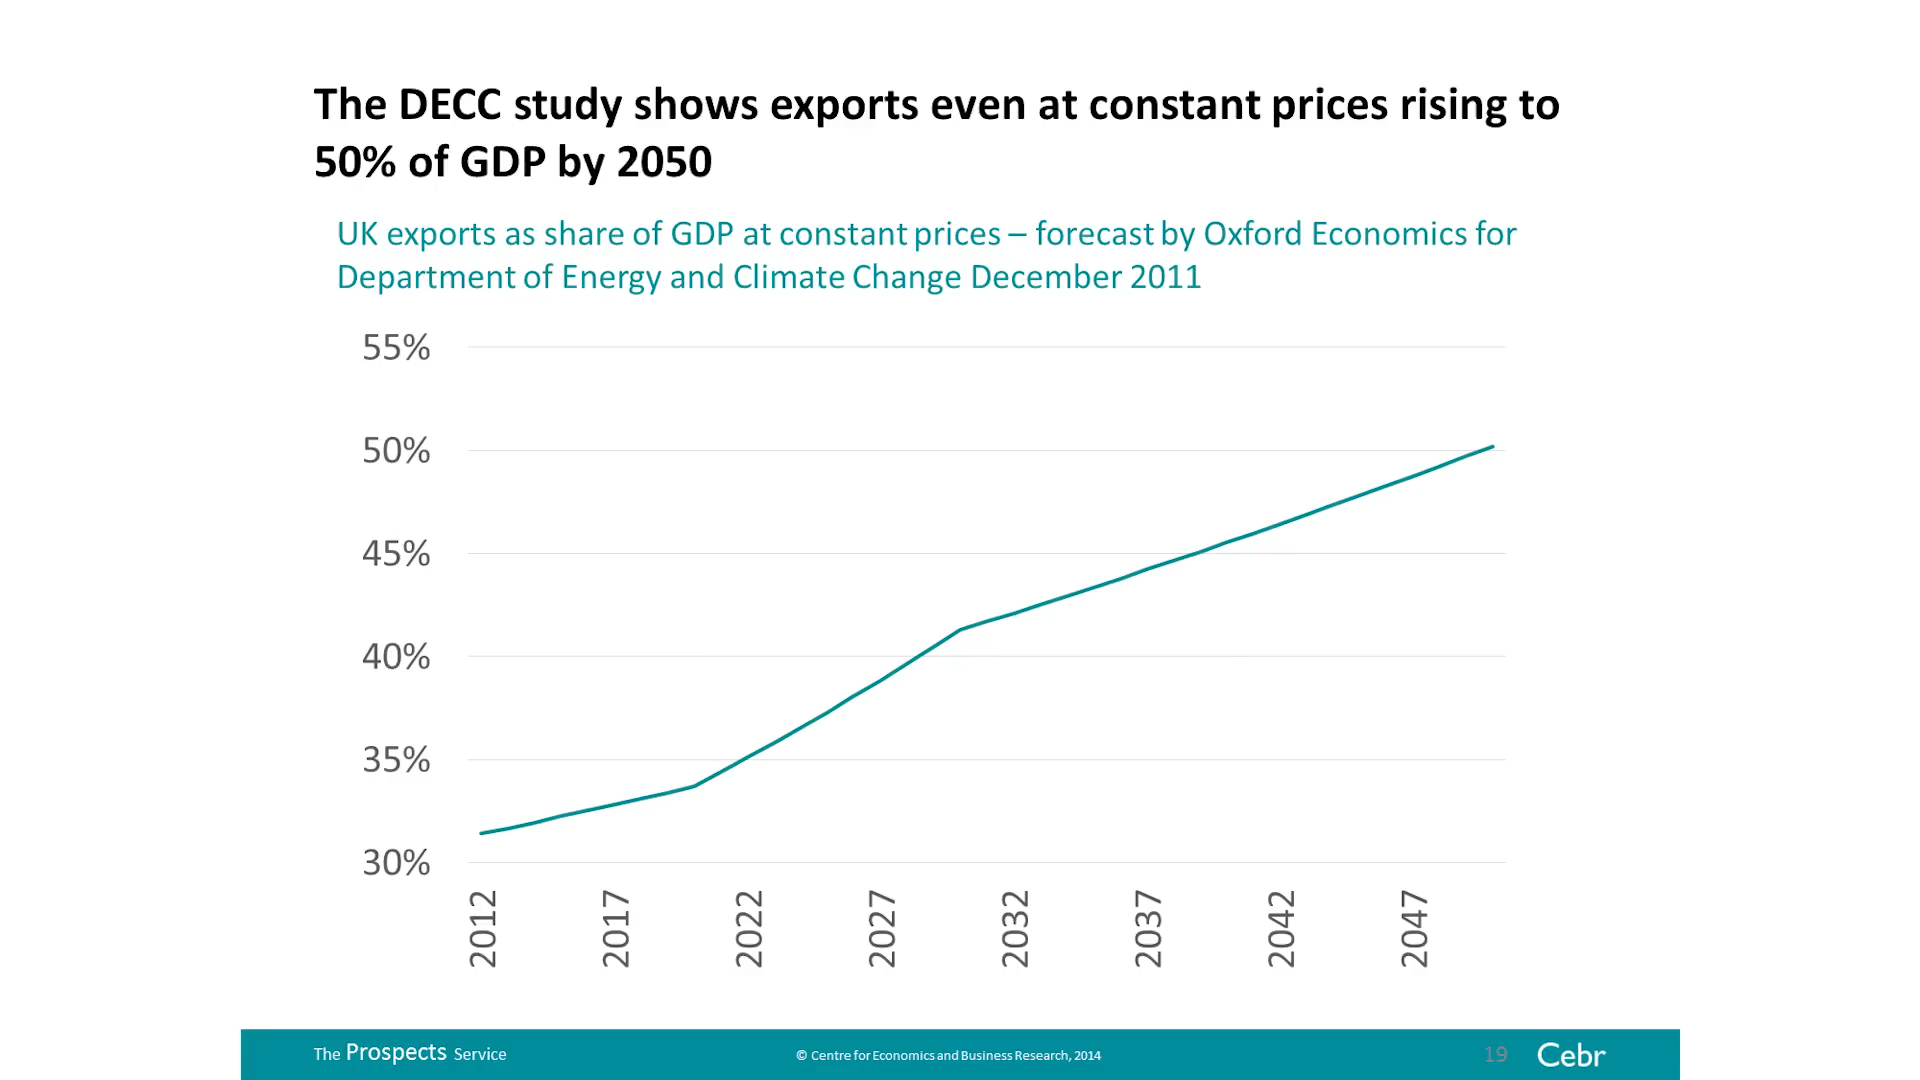 The DECC study shows exports even at constant prices rising to
50% of GDP by 2050
UK exports as share of GDP at constant prices – forecast by Oxford Economics for
Department of Energy and Climate Change December 2011
55%
50%
45%
40%
35%
30%
2012
2017
2022
2027
2032
2037
2042
2047
The Prospects Service
© Centre for Economics and Business Research, 2014
19
Cebr